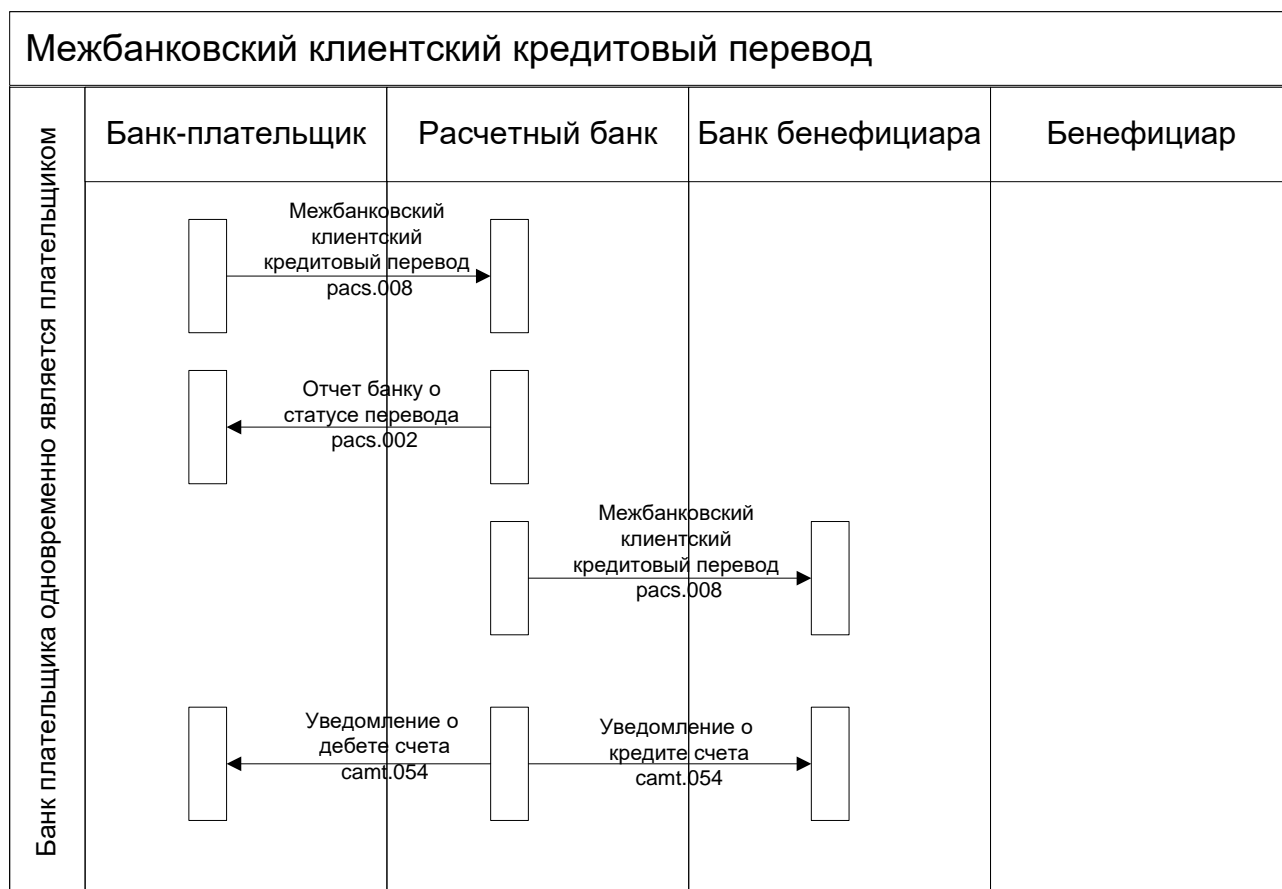 Межбанковский клиентский кредитовый перевод
Банк плательщика одновременно является плательщиком
Банк-плательщик
Расчетный банк
Банк бенефициара
Бенефициар
Межбанковский
клиентский
кредитовый перевод
pacs.008
Отчет банку о
статусе перевода
pacs.002
Межбанковский
клиентский
кредитовый перевод
pacs.008
Уведомление о
дебете счета
camt.054
Уведомление о
кредите счета
camt.054